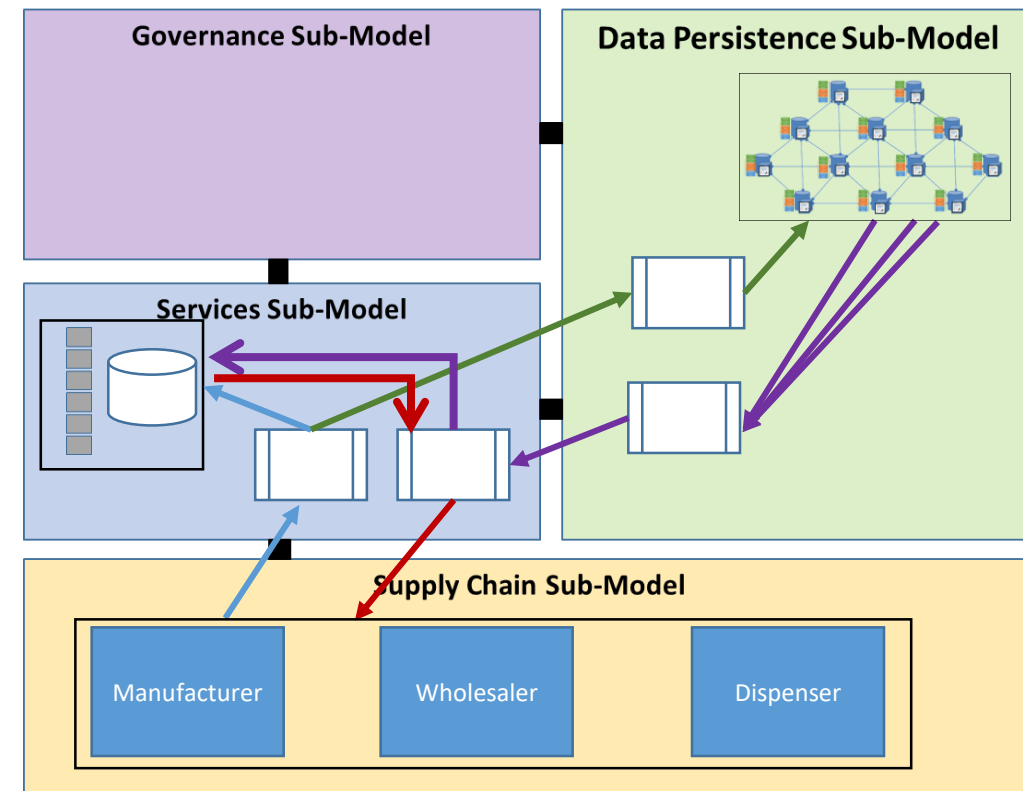 Governance Sub-Model
Data Persistence Sub-Model
Services Sub-Model
Supply Chain Sub-Model
Manufacturer
Wholesaler
Dispenser